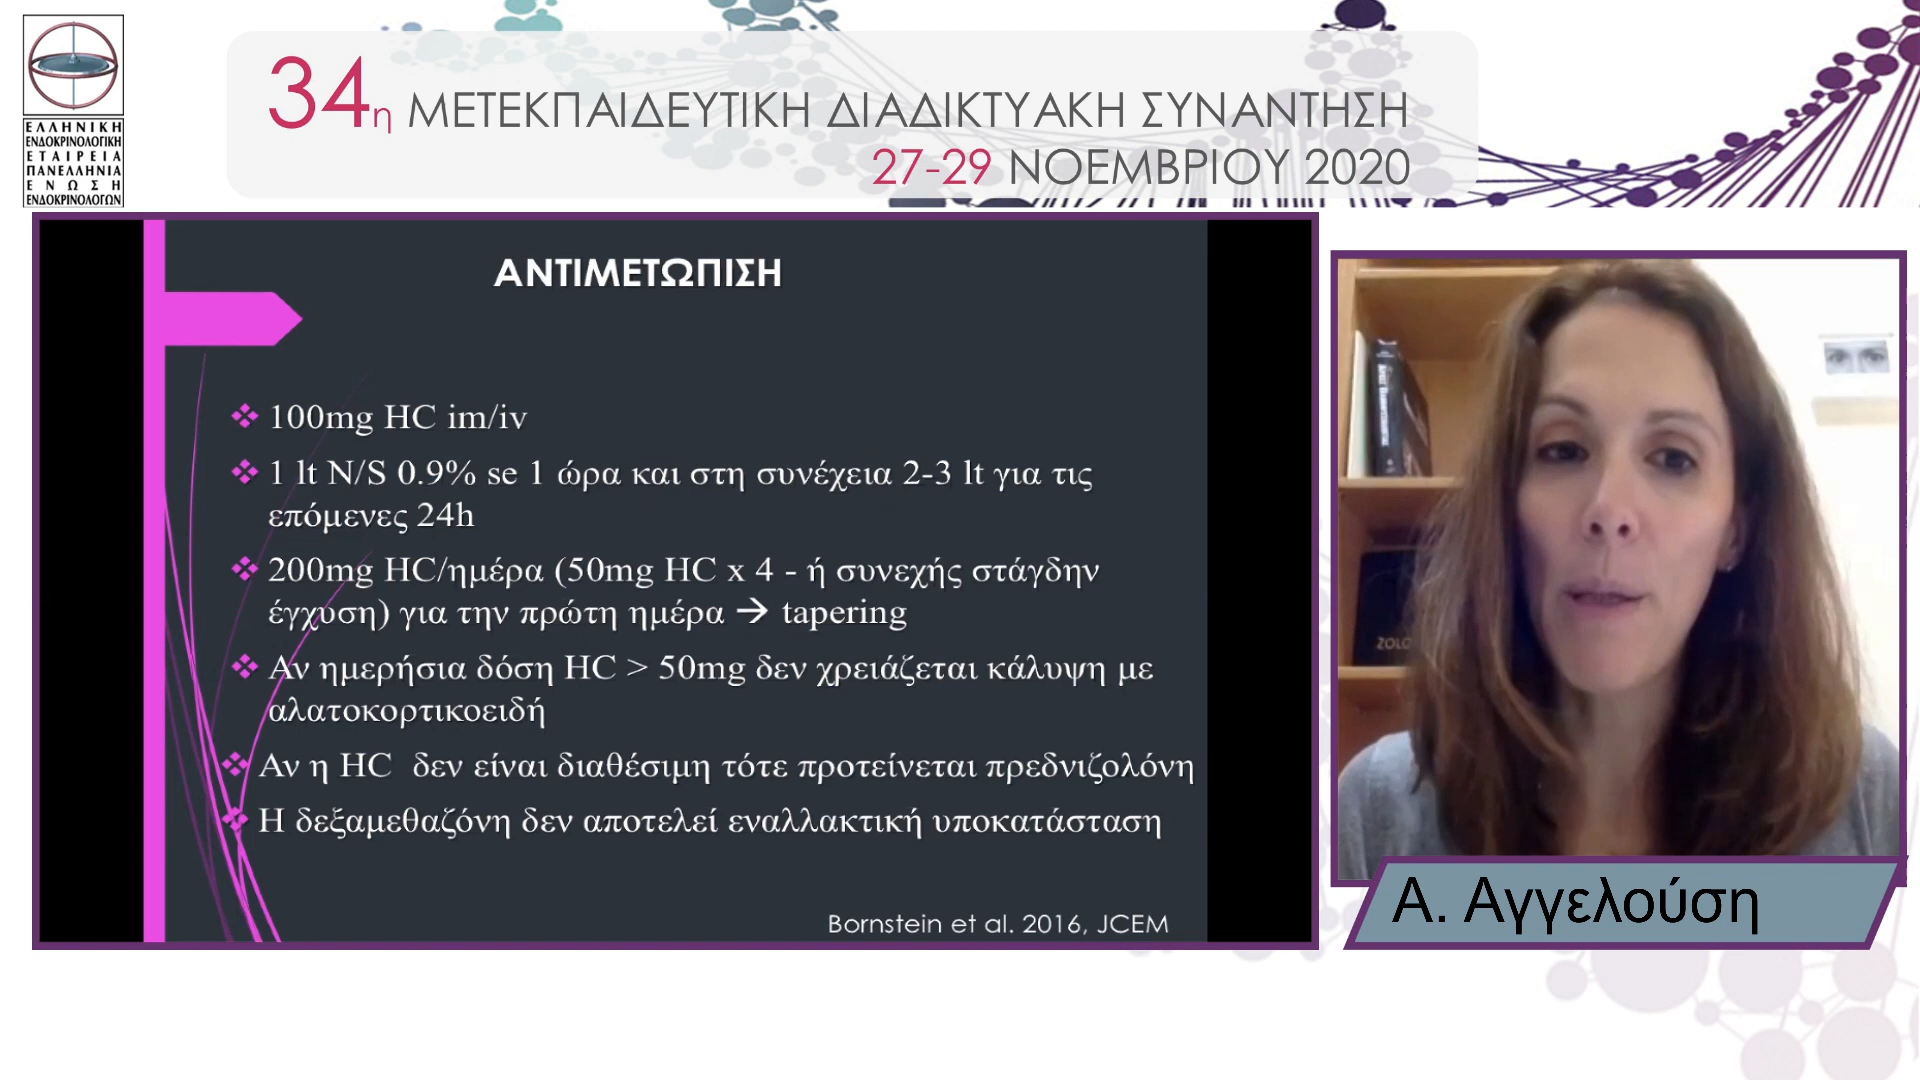 ΕΛΛΗΝΙΚΗ
ΕΝΔΟΚΡΙΝΟΛΟΓΙΚΗ
ΕΤΑΙΡΕΙΑ
ΠΑΝΕΛΛΗΝΙΑ
ΕΝΩΣΗ
ΕΝΔΟΚΡΙΝΟΛΟΓΩΝ
34η ΜΕΤΕΚΠΑΙΔΕΥΤΙΚΗ ΔΙΑΔΙΚΤΥΑΚΗ ΣΥΝΑΝΤΗΣΗ
27-29 ΝΟΕΜΒΡΙΟΥ 2020
ΑΝΤΙΜΕΤΩΠΙΣΗ
100mg HC im/iv
1 lt N/S 0.9% se 1 ώρα και στη συνέχεια 2-3 lt για τις
επόμενες 24h
200mg HC/ημέρα (50mg HC x 4 - ή συνεχής στάγδην
έγχυση) για την πρώτη ημέρα → tapering
Αν ημερήσια δόση HC > 50mg δεν χρειάζεται κάλυψη με
αλατοκορτικοειδή
Αν η HC δεν είναι διαθέσιμη τότε προτείνεται πρεδνιζολόνη
Η δεξαμεθαζόνη δεν αποτελεί εναλλακτική υποκατάσταση
Bornstein et al. 2016, JCEM
ZOLO
Α. Αγγελούση